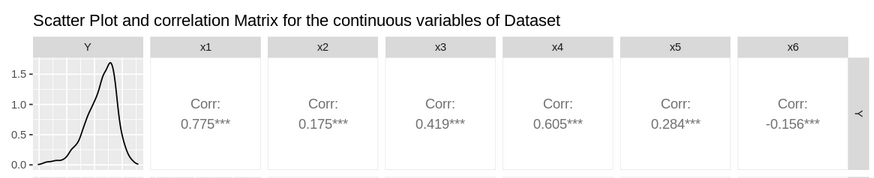 Scatter Plot and correlation Matrix for the continuous variables of Dataset
Y x1 x2 x3 x4 x5 x6
1.5
1.0
0.5
0.0
Corr: Corr: Corr: Corr: Corr: Corr:
0.775*** 0.175*** 0.419*** 0.605*** 0.284*** -0.156***
Y